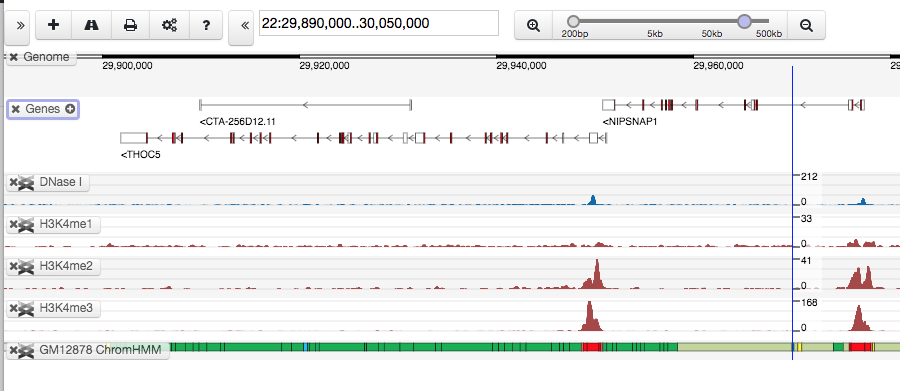 » + ? « 22:29,890,000..30,050,000
200bp 5kb 50kb 500kb
× Genome
29,900,000 29,920,000 29,940,000 29,960,000 29
× Genes +
<CTA-256D12.11 <NIPSNAP1
<THOC5
× DNase I 212
0
× H3K4me1 33
0
× H3K4me2 41
0
× H3K4me3 168
0
× GM12878 ChromHMM